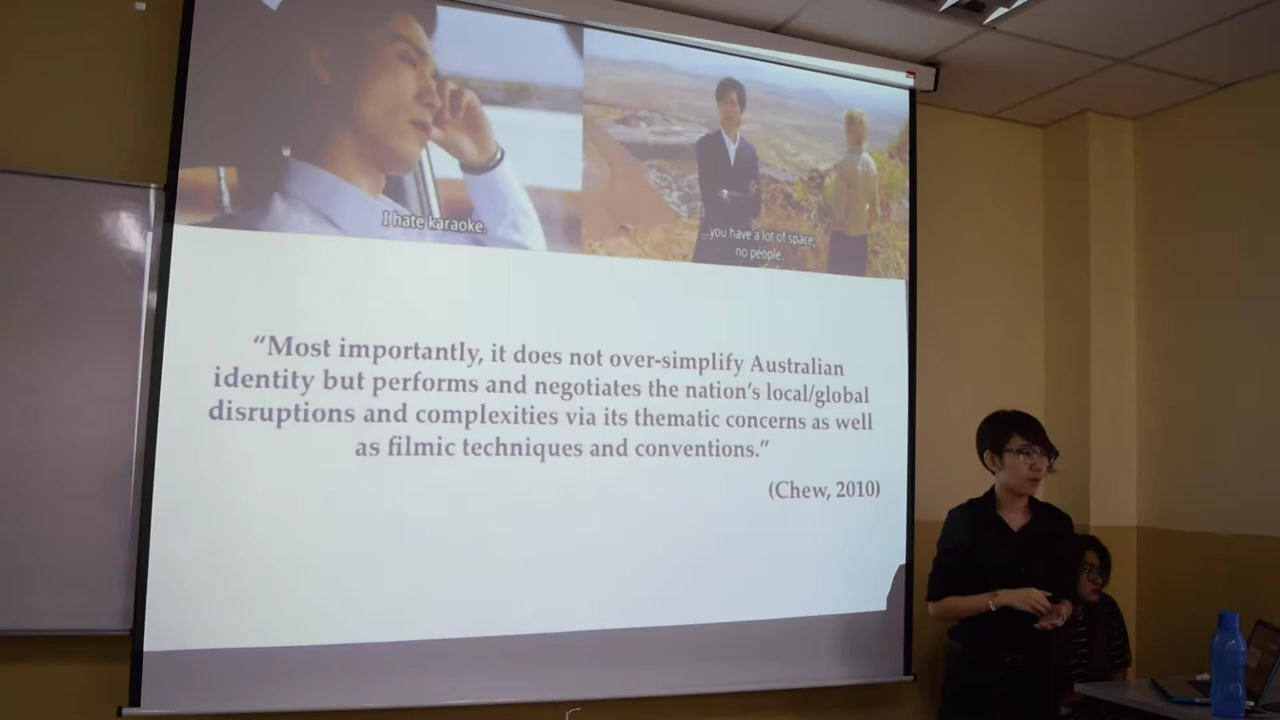 I hate karaoke.
...you have a lot of space,
no people.
“Most importantly, it does not over-simplify Australian
identity but performs and negotiates the nation’s local/global
disruptions and complexities via its thematic concerns as well
as filmic techniques and conventions.”
(Chew, 2010)